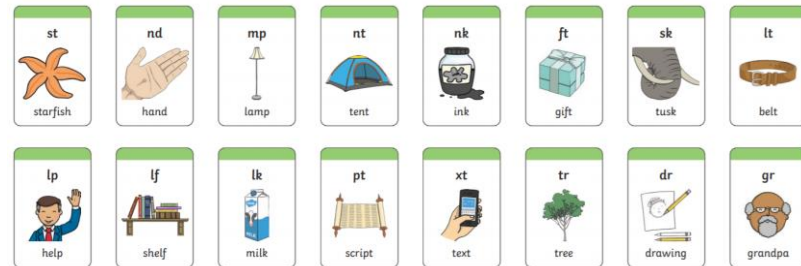 st nd mp nt nk ft sk lt
starfish hand lamp tent ink gift tusk belt
lp lf lk pt xt tr dr gr
help shelf milk script text tree drawing grandpa